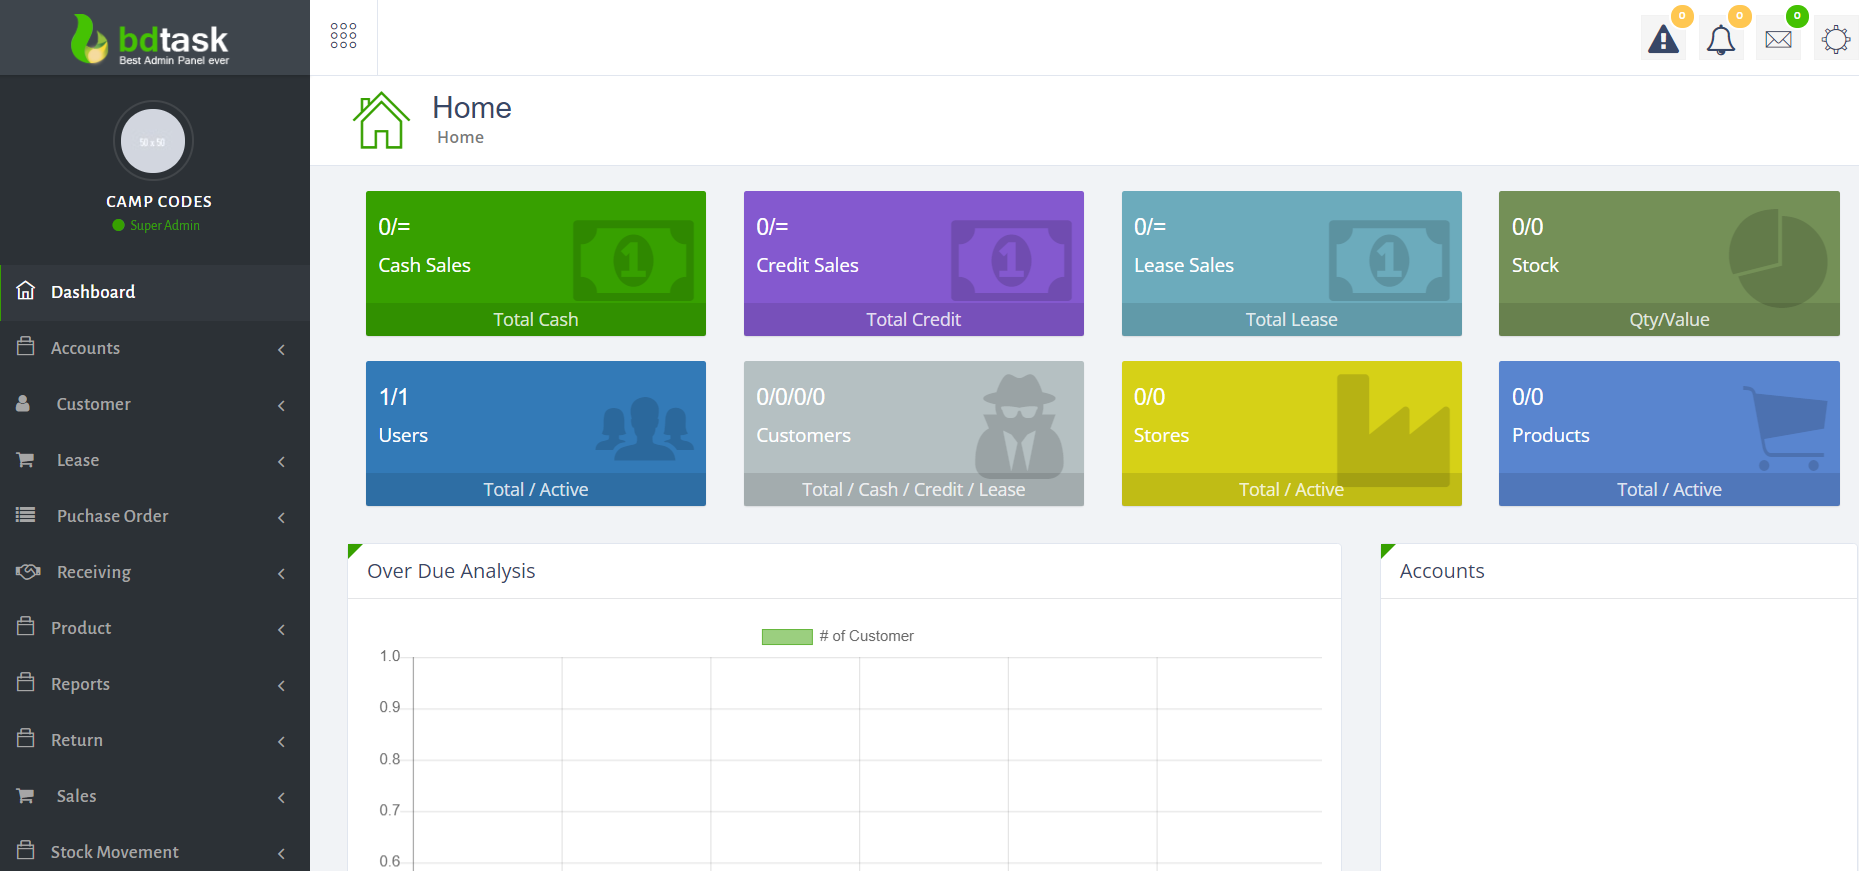 bdtask
Best Admin Panel ever
50 x 50
CAMP CODES
Super Admin
Dashboard
Accounts
Customer
Lease
Puchase Order
Receiving
Product
Reports
Return
Sales
Stock Movement
0
0
0
Home
Home
0/=
Cash Sales
1
Total Cash
0/=
Credit Sales
1
Total Credit
0/=
Lease Sales
1
Total Lease
0/0
Stock
Qty/Value
1/1
Users
Total / Active
0/0/0/0
Customers
Total / Cash / Credit / Lease
0/0
Stores
Total / Active
0/0
Products
Total / Active
Over Due Analysis
# of Customer
1.0
0.9
0.8
0.7
0.6
Accounts